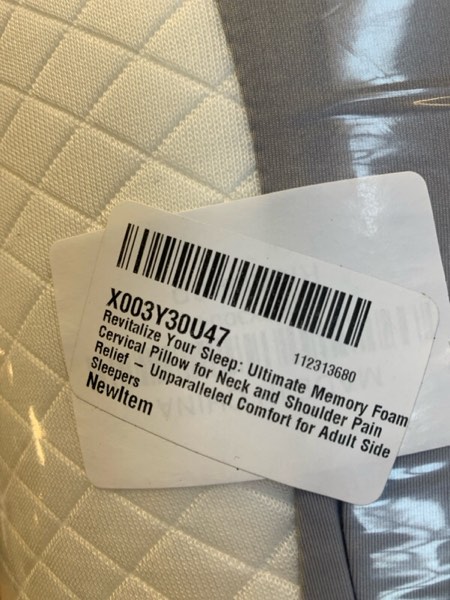 X003Y30U47
112313680
Revitalize Your Sleep: Ultimate Memory Foam
Cervical Pillow for Neck and Shoulder Pain
Relief – Unparalleled Comfort for Adult Side
Sleepers
NewItem